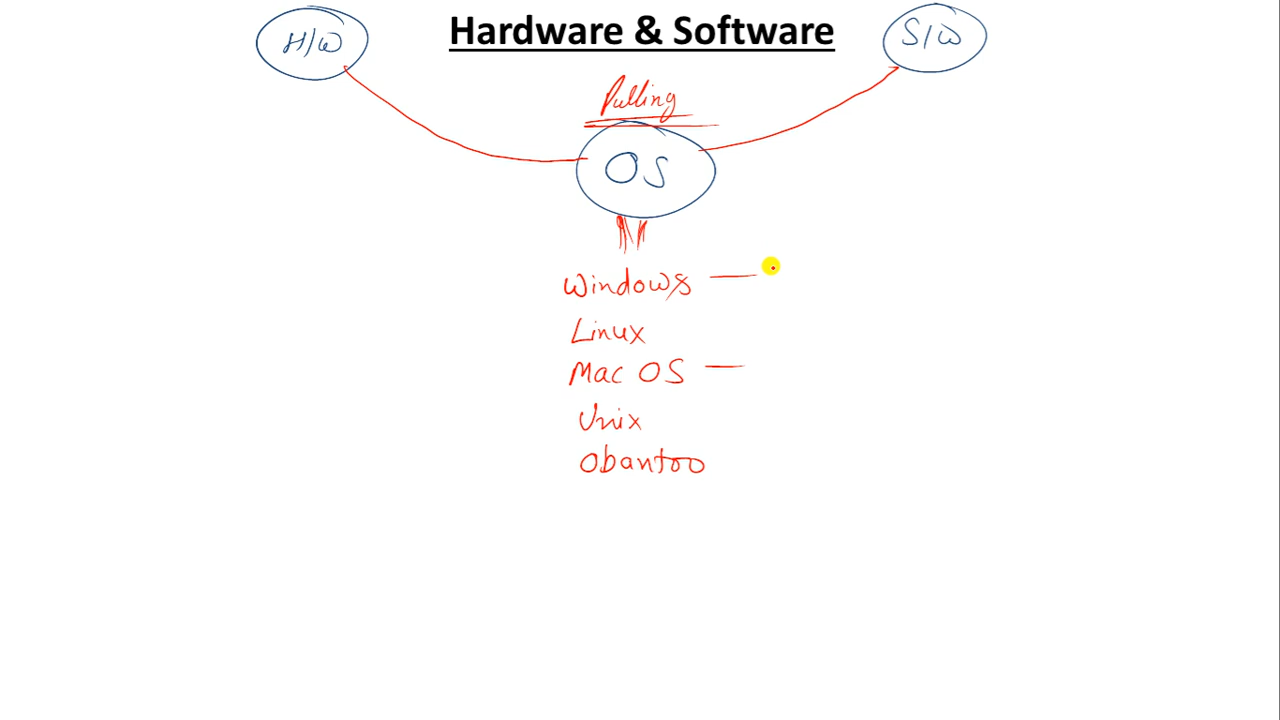 H/W
Hardware & Software
S/W
Pulling
OS
Windows —
Linux
Mac OS —
Unix
Obantoo